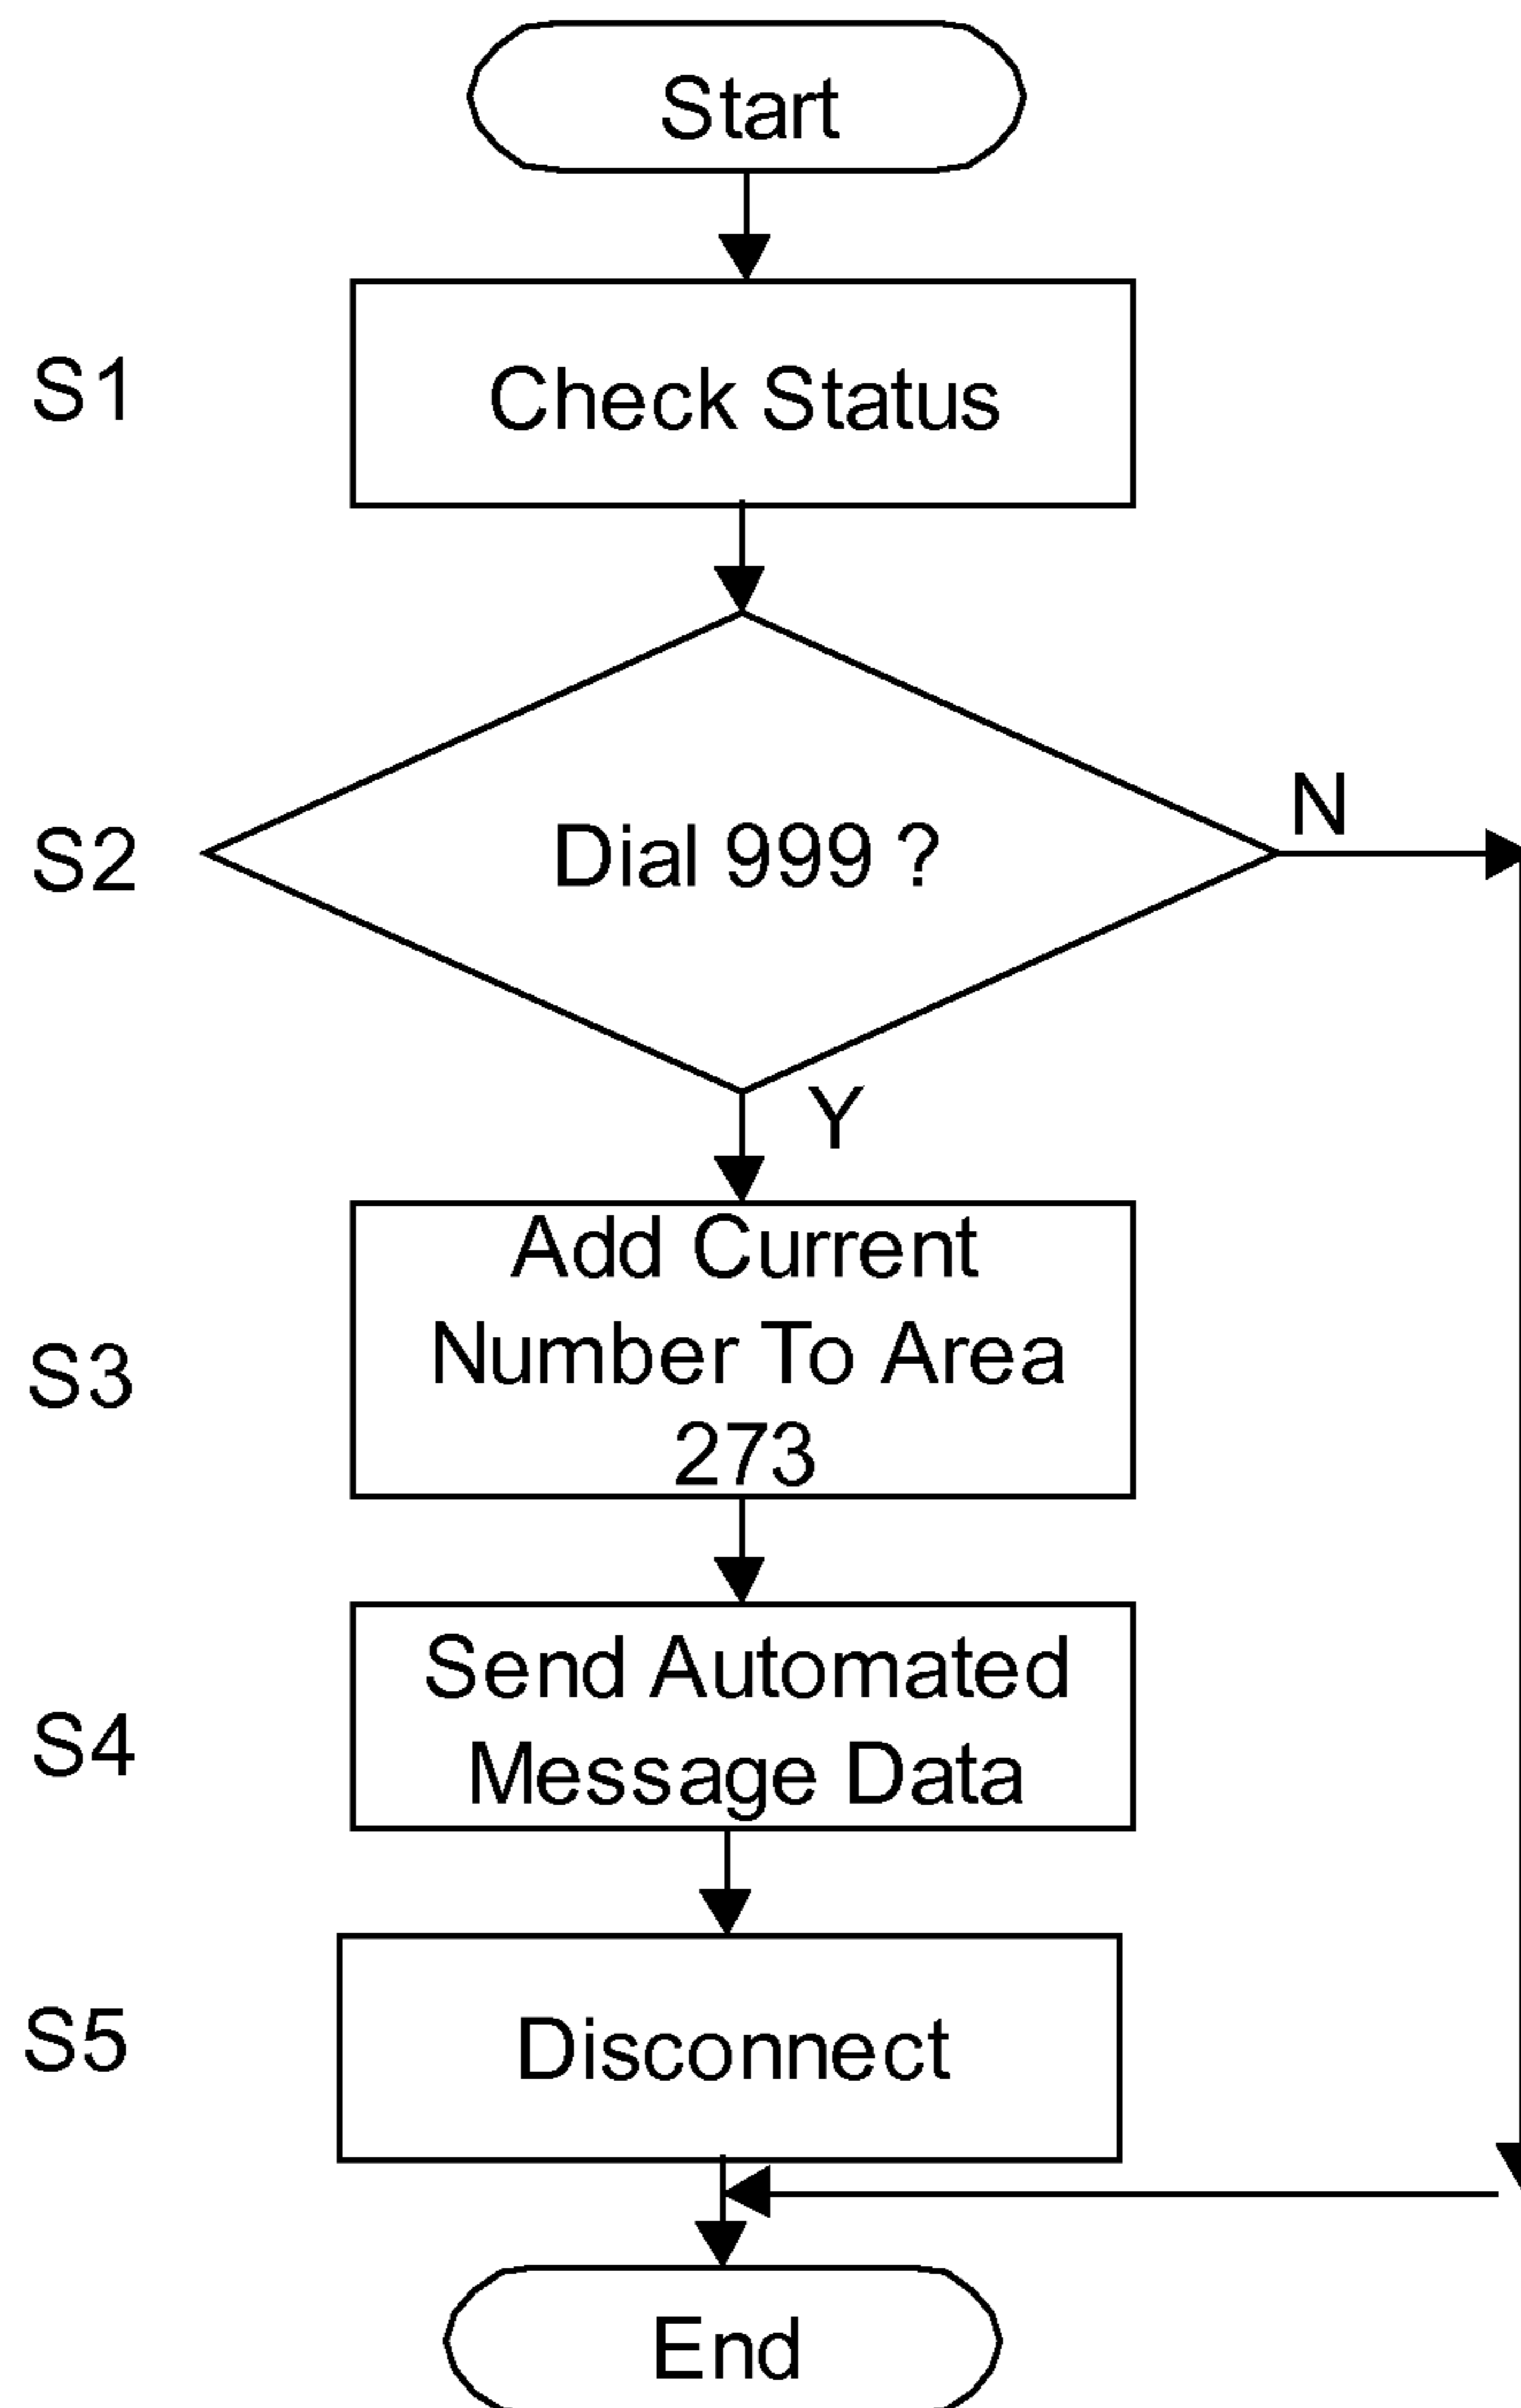 Start
S1
Check Status
S2
Dial 999 ?
N
Y
S3
Add Current
Number To Area
273
S4
Send Automated
Message Data
S5
Disconnect
End